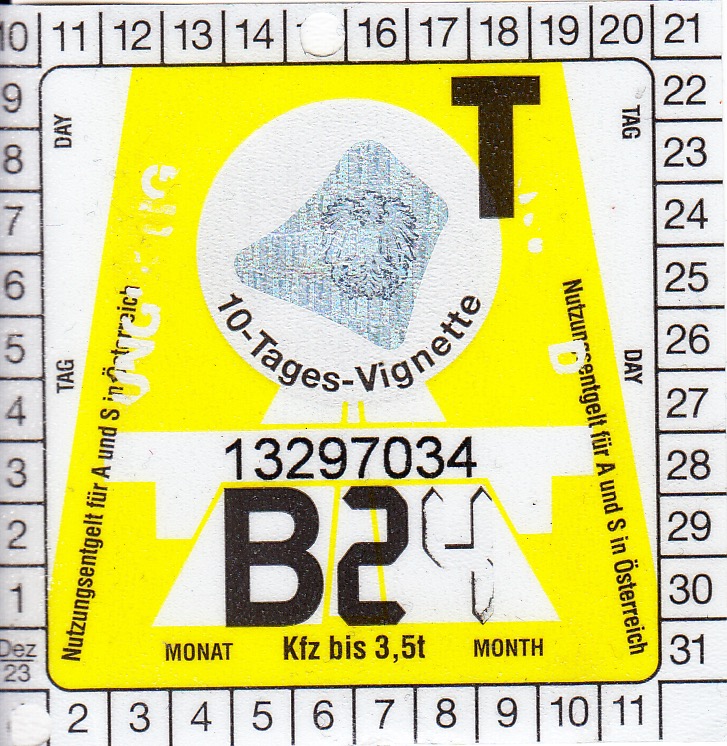 10 11 12 13 14 16 17 18 19 20 21
9 22
DAY T TAG
8 23
7 24
6 25
5 26
4 27
3 28
2 29
1 30
Dez 23 31
10-Tages-Vignette
Nutzungsentgelt für A und S in Österreich
Nutzungsentgelt für A und S in Österreich
TAG DAY
13297034
B24
MONAT Kfz bis 3,5t MONTH
2 3 4 5 6 7 8 9 10 11